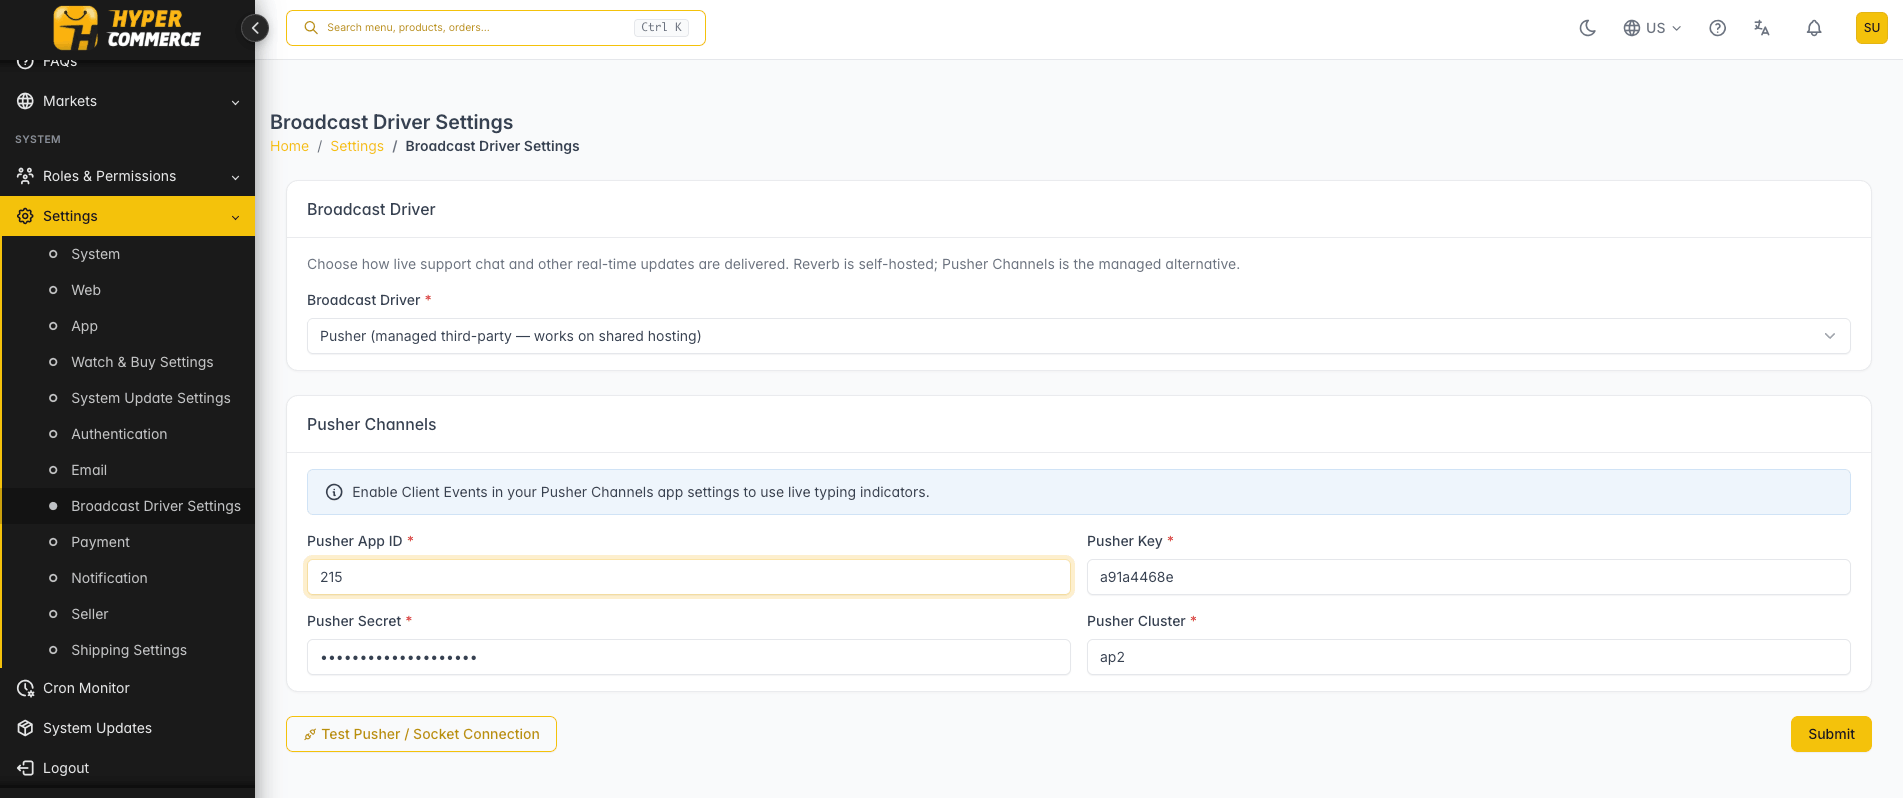 HYPER
COMMERCE
Search menu, products, orders...
Ctrl K
US
SU
FAQs
Markets
SYSTEM
Roles & Permissions
Settings
System
Web
App
Watch & Buy Settings
System Update Settings
Authentication
Email
Broadcast Driver Settings
Payment
Notification
Seller
Shipping Settings
Cron Monitor
System Updates
Logout
Broadcast Driver Settings
Home / Settings / Broadcast Driver Settings
Broadcast Driver
Choose how live support chat and other real-time updates are delivered. Reverb is self-hosted; Pusher Channels is the managed alternative.
Broadcast Driver *
Pusher (managed third-party — works on shared hosting)
Pusher Channels
Enable Client Events in your Pusher Channels app settings to use live typing indicators.
Pusher App ID *
215
Pusher Key *
a91a4468e
Pusher Secret *
••••••••••••••••••••
Pusher Cluster *
ap2
Test Pusher / Socket Connection
Submit